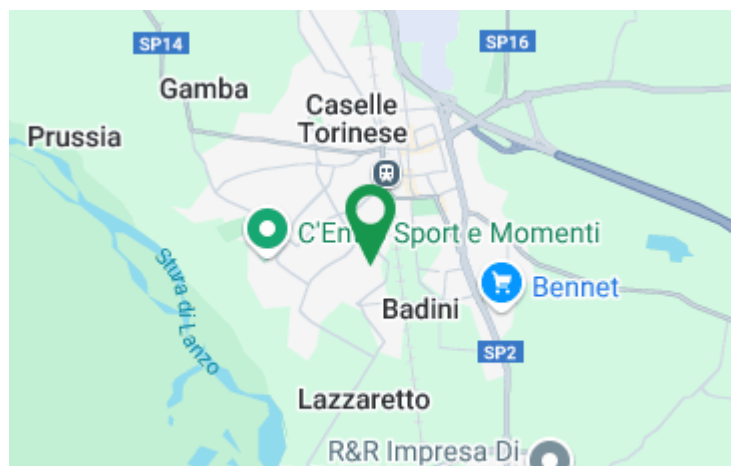 SP14
SP16
Gamba
Caselle
Torinese
Prussia
C'En Sport e Momenti
Stura di Lanzo
Bennet
Badini
SP2
Lazzaretto
R&R Impresa Di